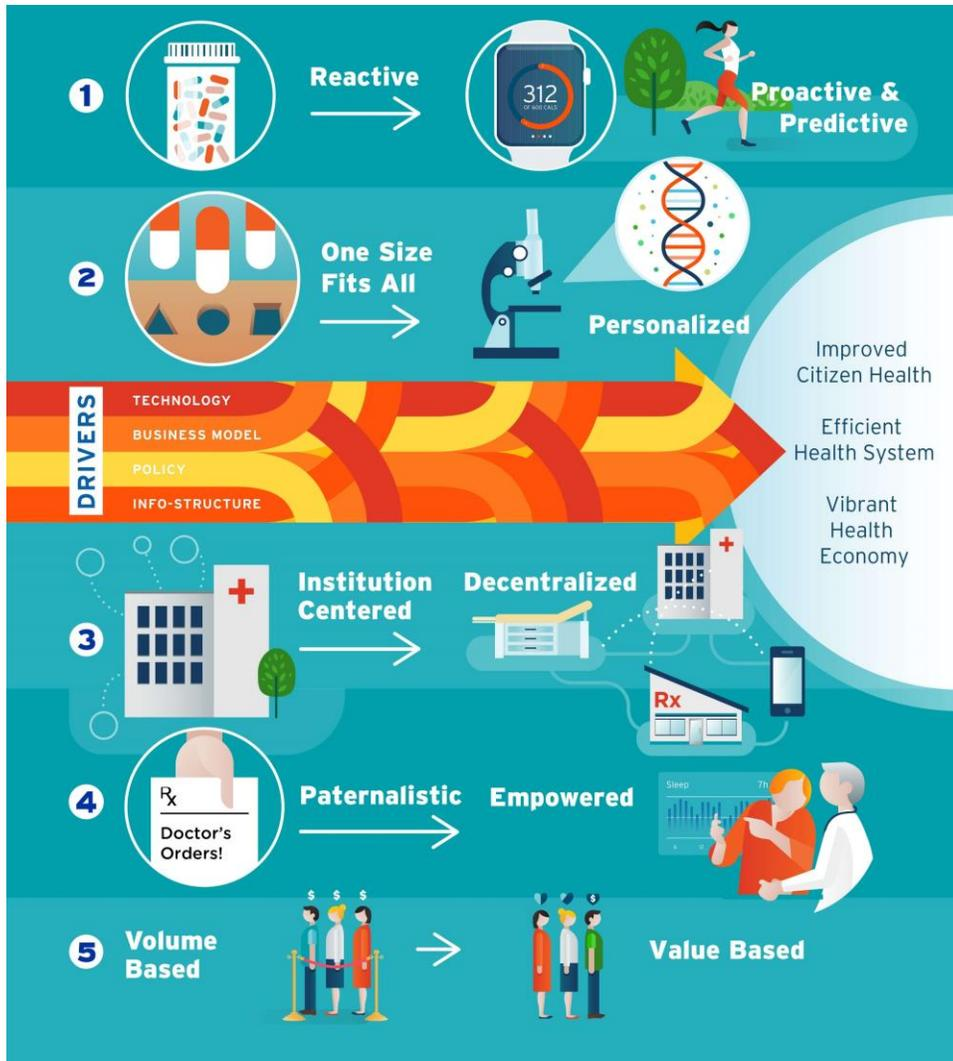 1
Reactive
312
OF 600 CALS
Proactive &
Predictive
2
One Size
Fits All
Personalized
DRIVERS
TECHNOLOGY
BUSINESS MODEL
POLICY
INFO-STRUCTURE
Improved
Citizen Health
Efficient
Health System
Vibrant
Health
Economy
3
Institution
Centered
Decentralized
Rx
4
Rx
Doctor's
Orders!
Paternalistic
Empowered
Sleep 7h
5
Volume
Based
$ $ $
$
Value Based